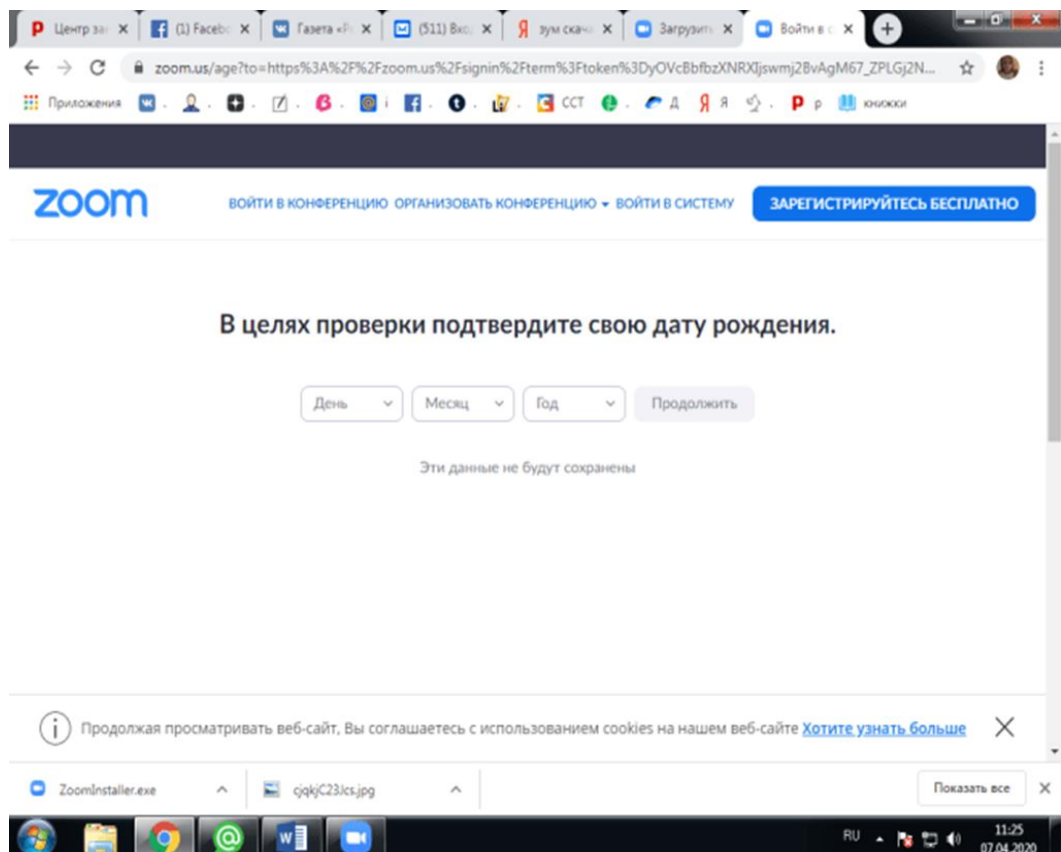 Центр за
(1) Facebo
Газета «Р
(511) Вхо
зум скача
Загрузить
Войти в с
zoom.us/age?to=https%3A%2F%2Fzoom.us%2Fsignin%2Fterm%3Ftoken%3DyOVcBbfbzXNRXIjswmj2BvAgM67_ZPLGj2N...
Приложения . . . . . . i . . . ССТ . Д Я . р книжки
zoom
ВОЙТИ В КОНФЕРЕНЦИЮ ОРГАНИЗОВАТЬ КОНФЕРЕНЦИЮ ВОЙТИ В СИСТЕМУ ЗАРЕГИСТРИРУЙТЕСЬ БЕСПЛАТНО
В целях проверки подтвердите свою дату рождения.
День Месяц Год Продолжить
Эти данные не будут сохранены
Продолжая просматривать веб-сайт, Вы соглашаетесь с использованием cookies на нашем веб-сайте Хотите узнать больше
ZoomInstaller.exe cjqkjC23Jcs.jpg Показать все
RU 11:25
07.04.2020